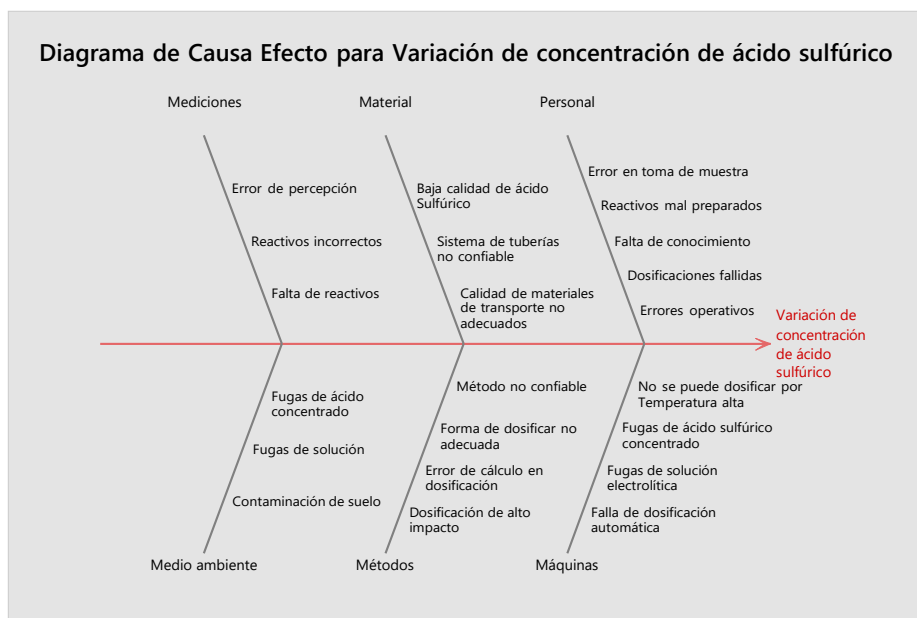 Diagrama de Causa Efecto para Variación de concentración de ácido sulfúrico
Mediciones
Material
Personal
Error de percepción
Reactivos incorrectos
Falta de reactivos
Baja calidad de ácido
Sulfúrico
Sistema de tuberías
no confiable
Calidad de materiales
de transporte no
adecuados
Error en toma de muestra
Reactivos mal preparados
Falta de conocimiento
Dosificaciones fallidas
Errores operativos
Variación de
concentración
de ácido
sulfúrico
Fugas de ácido
concentrado
Fugas de solución
Contaminación de suelo
Método no confiable
Forma de dosificar no
adecuada
Error de cálculo en
dosificación
Dosificación de alto
impacto
No se puede dosificar por
Temperatura alta
Fugas de ácido sulfúrico
concentrado
Fugas de solución
electrolítica
Falla de dosificación
automática
Medio ambiente
Métodos
Máquinas